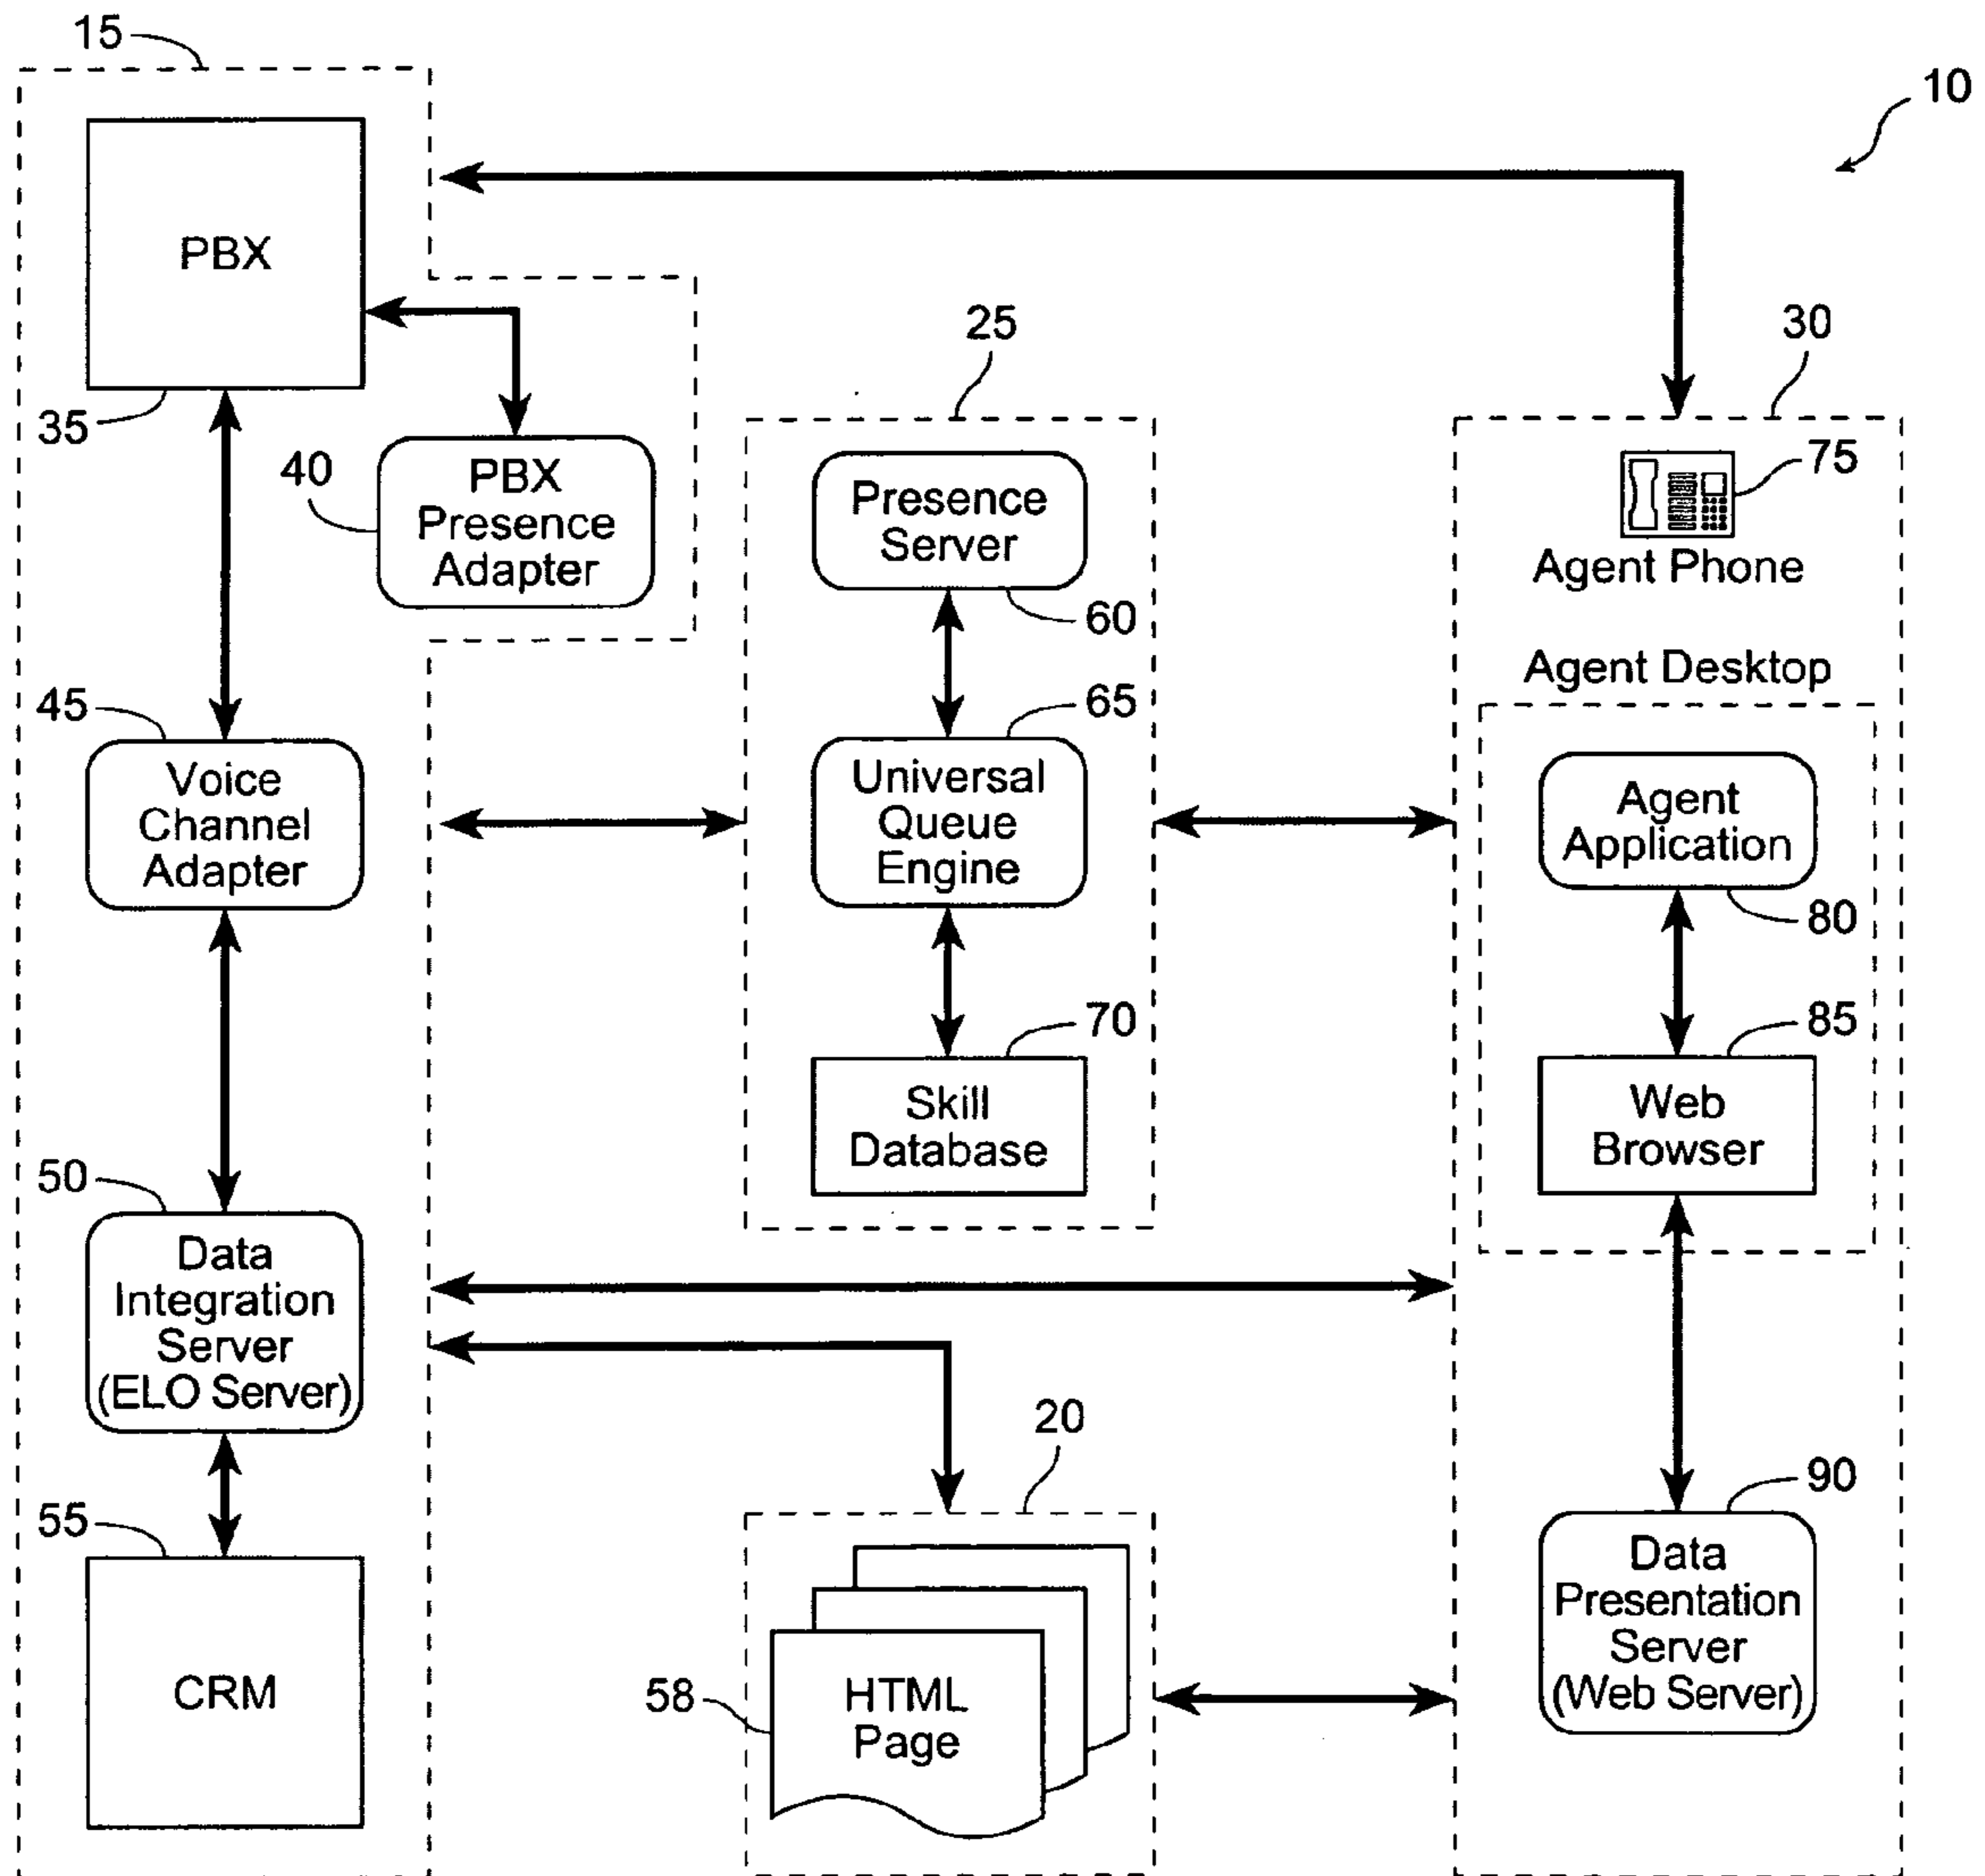 15
10
PBX
35
25
30
40
PBX
Presence
Adapter
Presence
Server
60
75
Agent Phone
Agent Desktop
45
Voice
Channel
Adapter
65
Universal
Queue
Engine
Agent
Application
80
70
Skill
Database
85
Web
Browser
50
Data
Integration
Server
(ELO Server)
20
90
Data
Presentation
Server
(Web Server)
55
CRM
58
HTML
Page